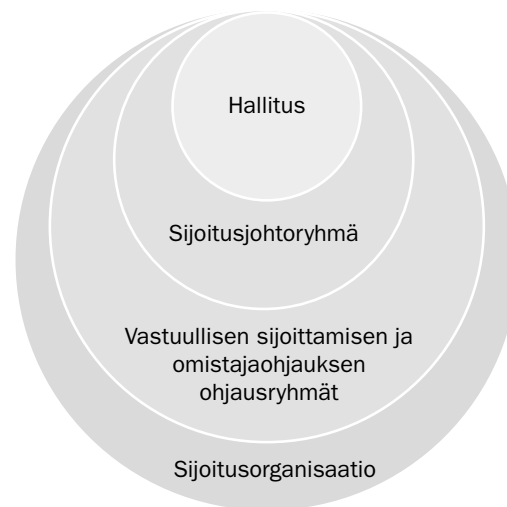 Hallitus
Sijoitusjohtoryhmä
Vastuullisen sijoittamisen ja
omistajaohjauksen
ohjausryhmät
Sijoitusorganisaatio